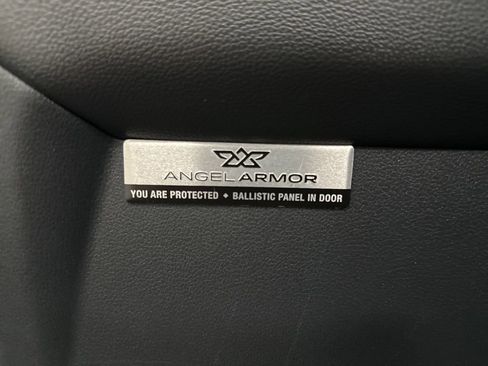 ANGELARMOR
YOU ARE PROTECTED ◆ BALLISTIC PANEL IN DOOR